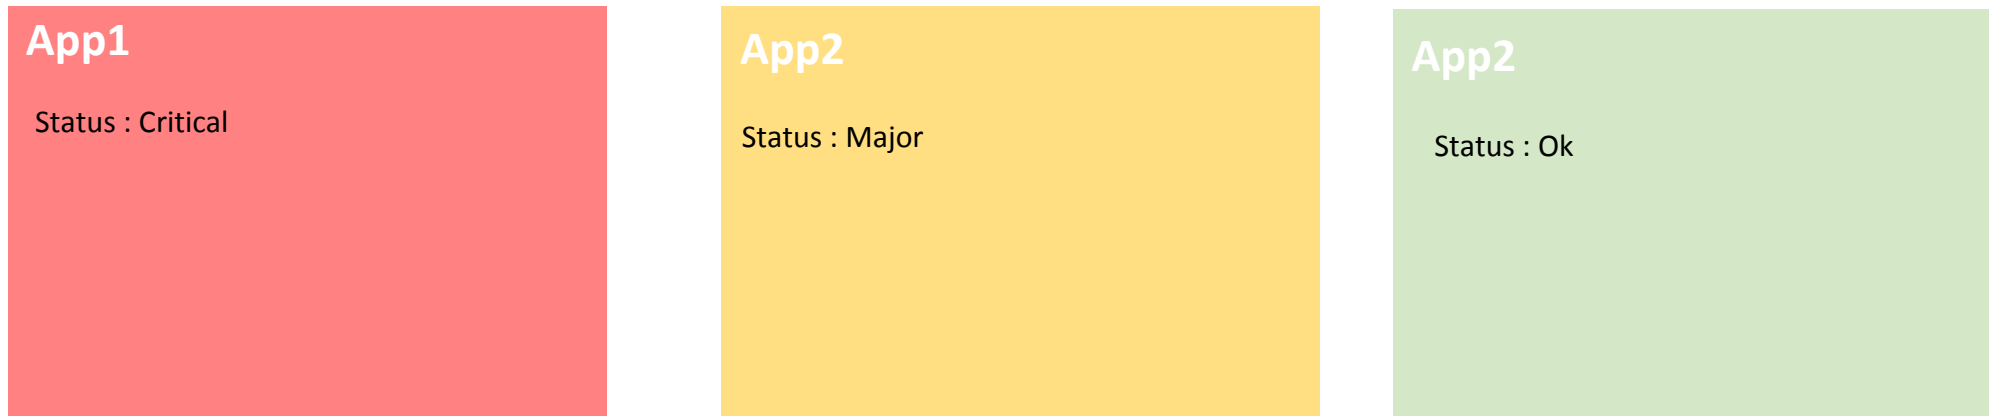 App1
Status : Critical
App2
Status : Major
App2
Status : Ok